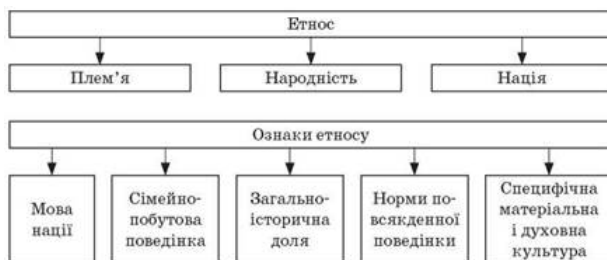 Етнос
Плем’я
Народність
Нація
Ознаки етносу
Мова
нації
Сімейно-
побутова
поведінка
Загально-
історична
доля
Норми по-
всякденної
поведінки
Специфічна
матеріальна
і духовна
культура